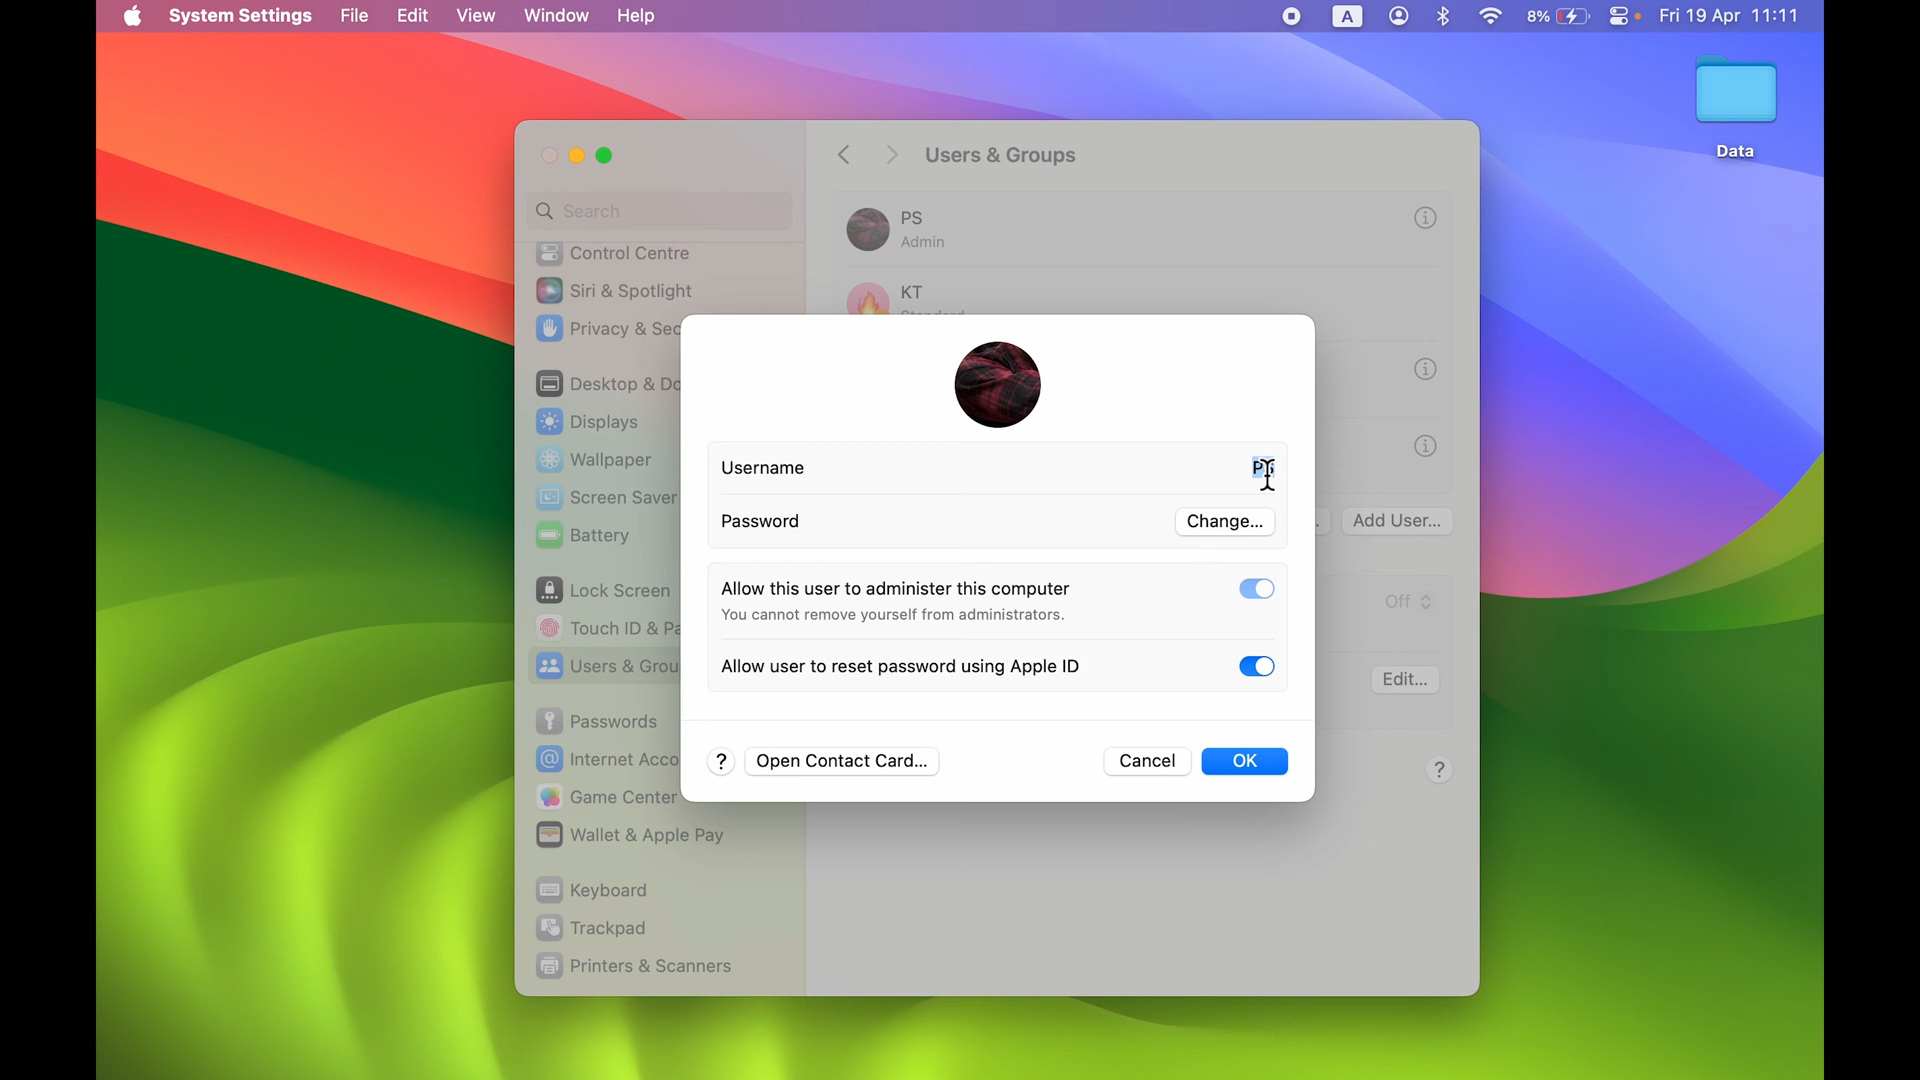 System Settings File Edit View Window Help A 8% Fri 19 Apr 11:11
Data
Users & Groups
Search
PS
Admin
KT
Control Centre
Siri & Spotlight
Privacy & Sec
Desktop & Do
Displays
Wallpaper
Screen Saver
Battery
Lock Screen
Touch ID & Pa
Users & Grou
Passwords
Internet Acco
Game Center
Wallet & Apple Pay
Keyboard
Trackpad
Printers & Scanners
Username PS
Password Change...
Allow this user to administer this computer
You cannot remove yourself from administrators.
Allow user to reset password using Apple ID
? Open Contact Card... Cancel OK
Add User...
Off
Edit...
?